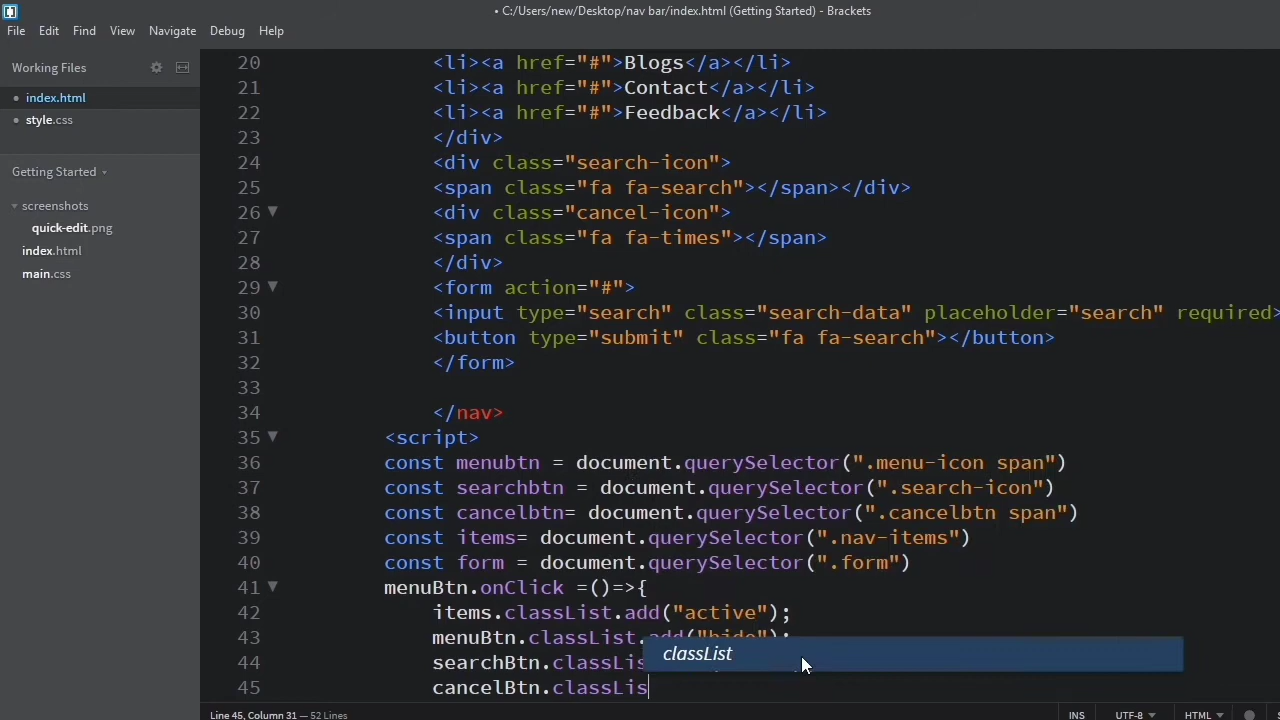 • C:/Users/new/Desktop/nav bar/index.html (Getting Started) - Brackets
File Edit Find View Navigate Debug Help
Working Files
index.html
style.css
Getting Started
screenshots
quick-edit.png
index.html
main.css
20 <li><a href="#">Blogs</a></li>
21 <li><a href="#">Contact</a></li>
22 <li><a href="#">Feedback</a></li>
23 </div>
24 <div class="search-icon">
25 <span class="fa fa-search"></span></div>
26 <div class="cancel-icon">
27 <span class="fa fa-times"></span>
28 </div>
29 <form action="#">
30 <input type="search" class="search-data" placeholder="search" required>
31 <button type="submit" class="fa fa-search"></button>
32 </form>
33
34 </nav>
35 <script>
36 const menubtn = document.querySelector(".menu-icon span")
37 const searchbtn = document.querySelector(".search-icon")
38 const cancelbtn= document.querySelector(".cancelbtn span")
39 const items= document.querySelector(".nav-items")
40 const form = document.querySelector(".form")
41 menuBtn.onClick =()=>{
42 items.classList.add("active");
43 menuBtn.classList.add("hide");
44 searchBtn.classLis
45 cancelBtn.classLis
classList
Line 45, Column 31 — 52 Lines
INS UTF-8 HTML